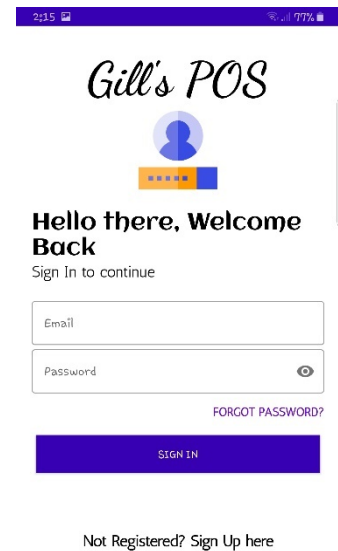 2:15 77%
Gill's POS
Hello there, Welcome
Back
Sign In to continue
Email
Password
FORGOT PASSWORD?
SIGN IN
Not Registered? Sign Up here